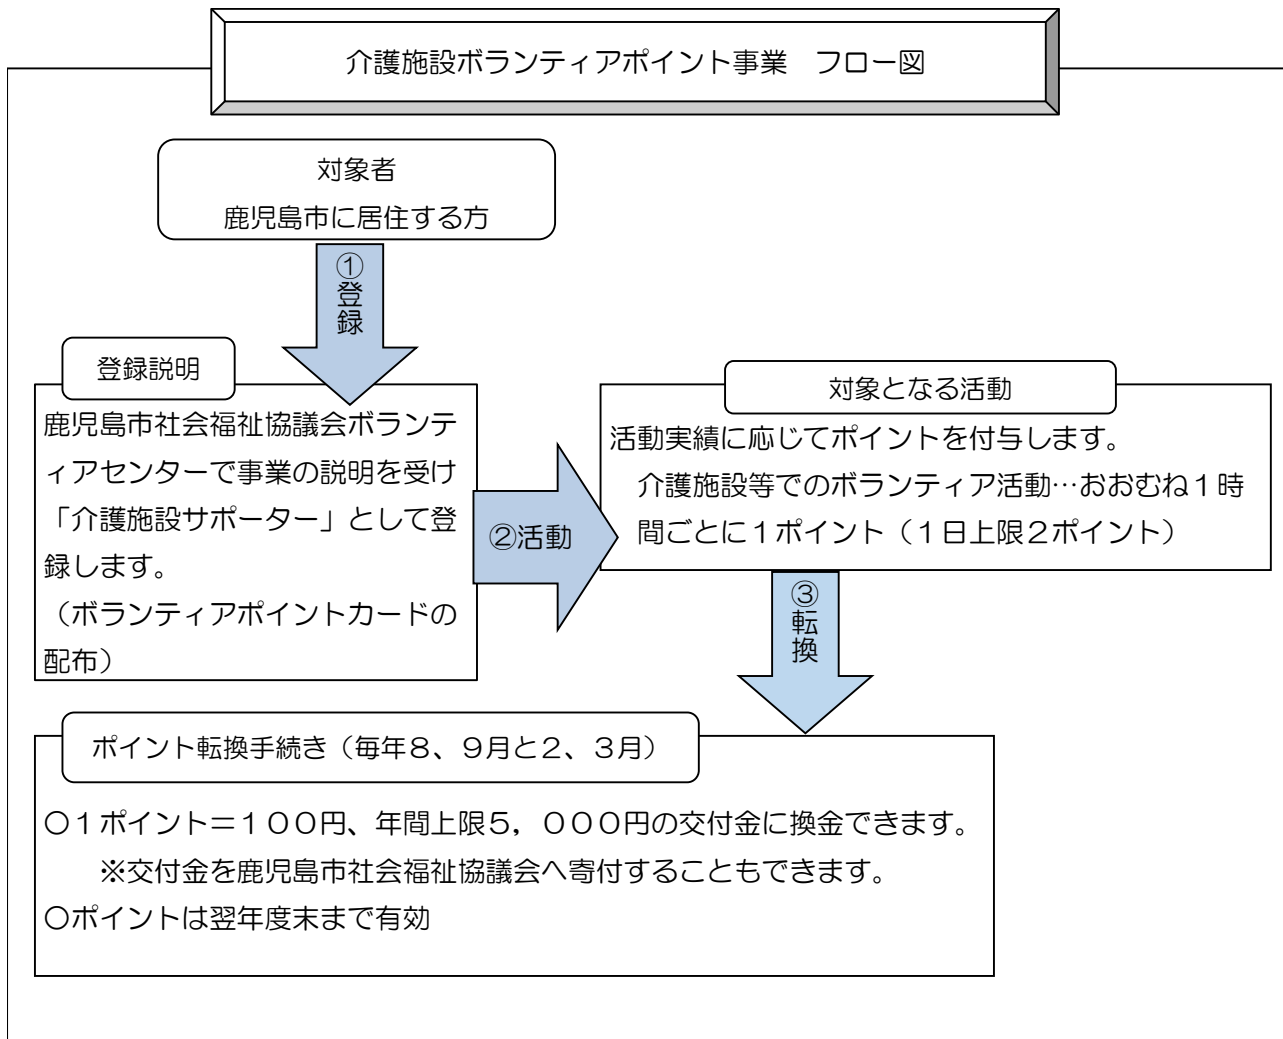 介護施設ボランティアポイント事業　フロー図
対象者
鹿児島市に居住する方
①登録
登録説明
鹿児島市社会福祉協議会ボランテ
ィアセンターで事業の説明を受け
「介護施設サポーター」として登
録します。
（ボランティアポイントカードの
配布）
②活動
対象となる活動
活動実績に応じてポイントを付与します。
介護施設等でのボランティア活動…おおむね１時
間ごとに１ポイント（１日上限２ポイント）
③転換
ポイント転換手続き（毎年８、９月と２、３月）
〇１ポイント＝１００円、年間上限５，０００円の交付金に換金できます。
※交付金を鹿児島市社会福祉協議会へ寄付することもできます。
〇ポイントは翌年度末まで有効